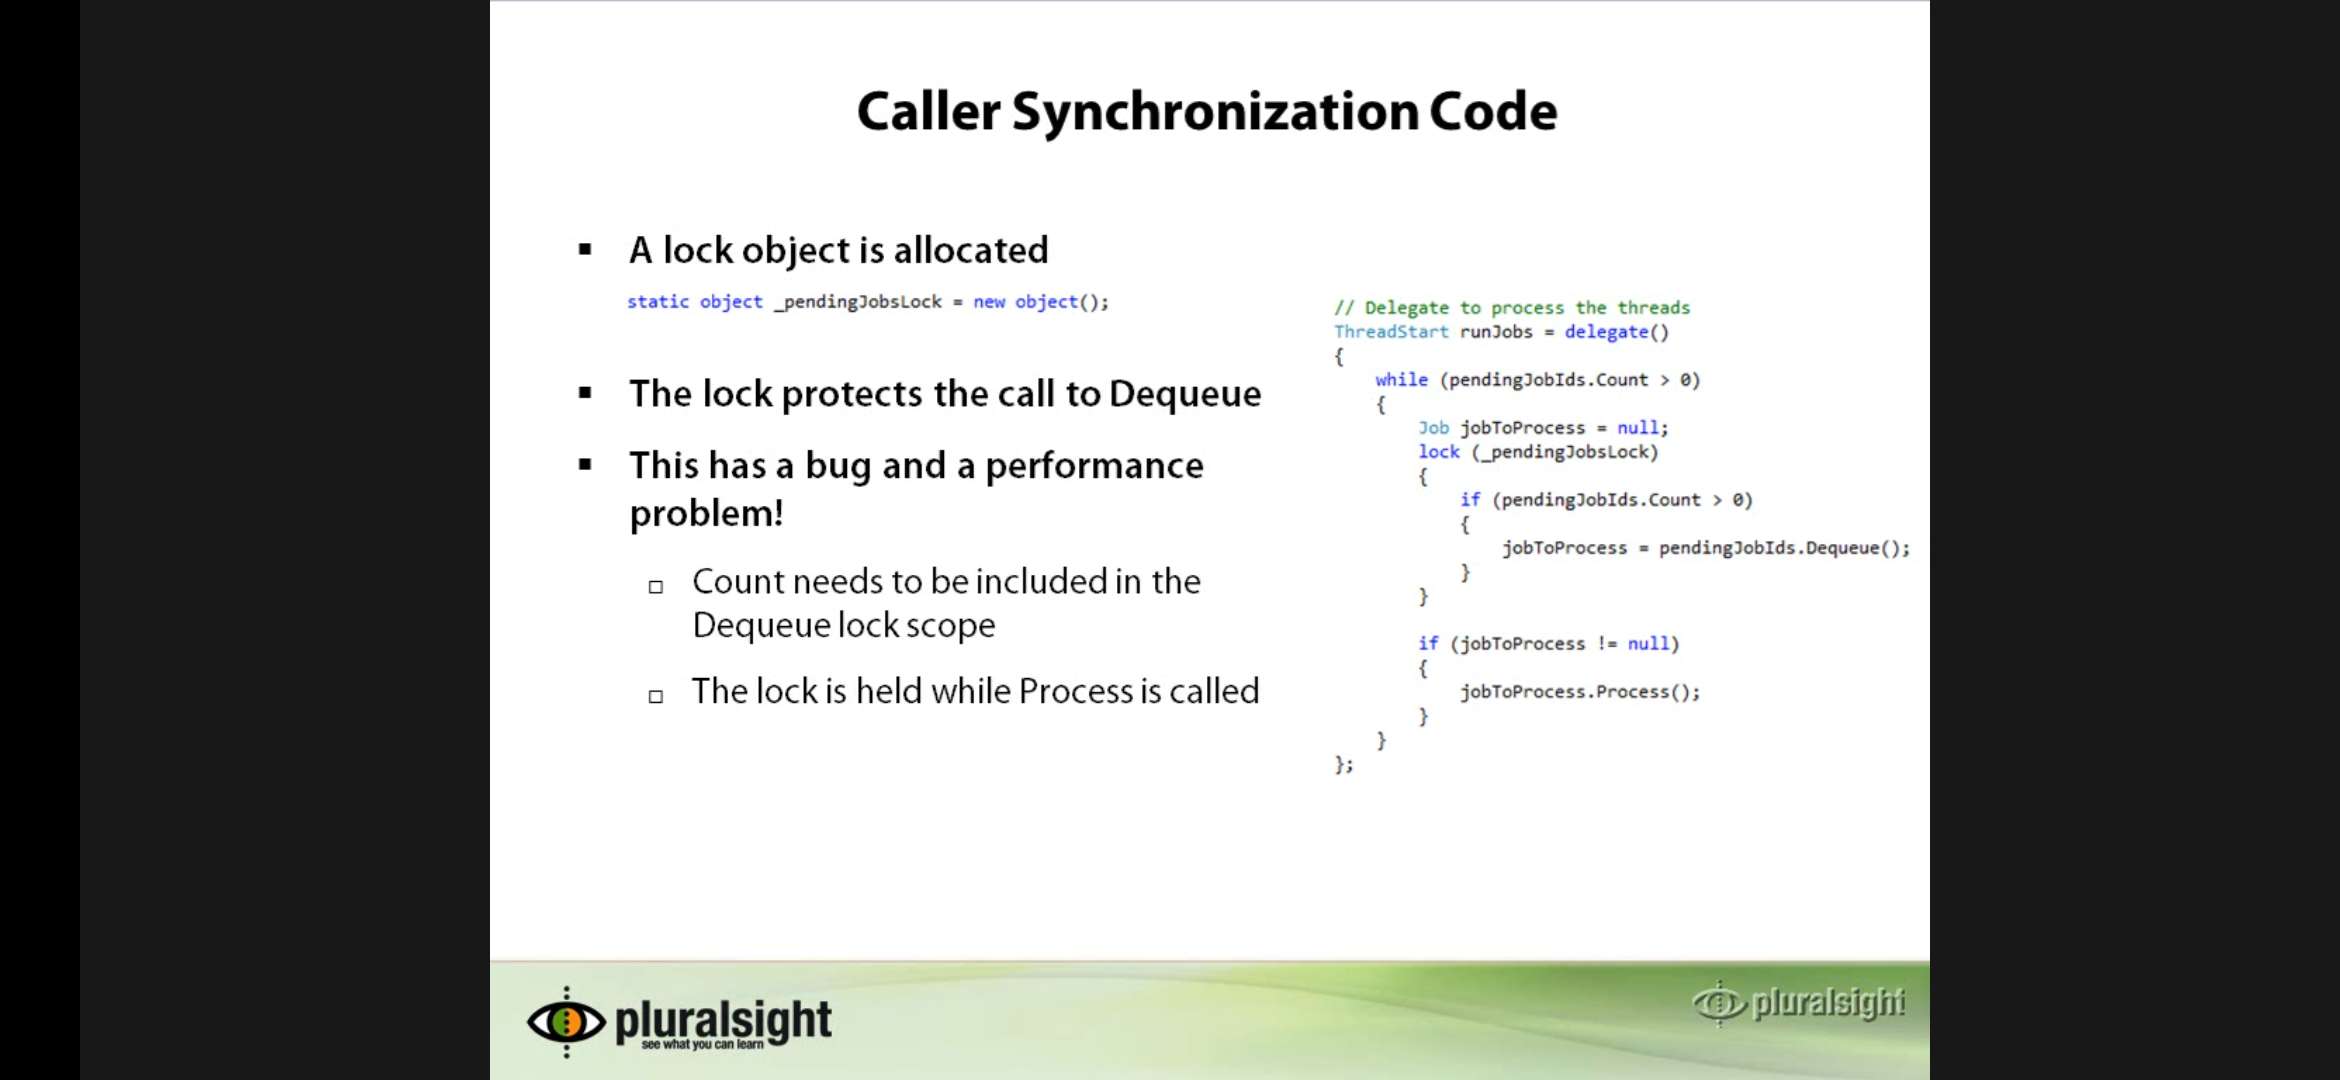 Caller Synchronization Code
▪ A lock object is allocated
static object _pendingJobsLock = new object();
▪ The lock protects the call to Dequeue
▪ This has a bug and a performance
problem!
▫ Count needs to be included in the
Dequeue lock scope
▫ The lock is held while Process is called
// Delegate to process the threads
ThreadStart runJobs = delegate()
{
    while (pendingJobIds.Count > 0)
    {
        Job jobToProcess = null;
        lock (_pendingJobsLock)
        {
            if (pendingJobIds.Count > 0)
            {
                jobToProcess = pendingJobIds.Dequeue();
            }
        }

        if (jobToProcess != null)
        {
            jobToProcess.Process();
        }
    }
};
pluralsight
see what you can learn
pluralsight